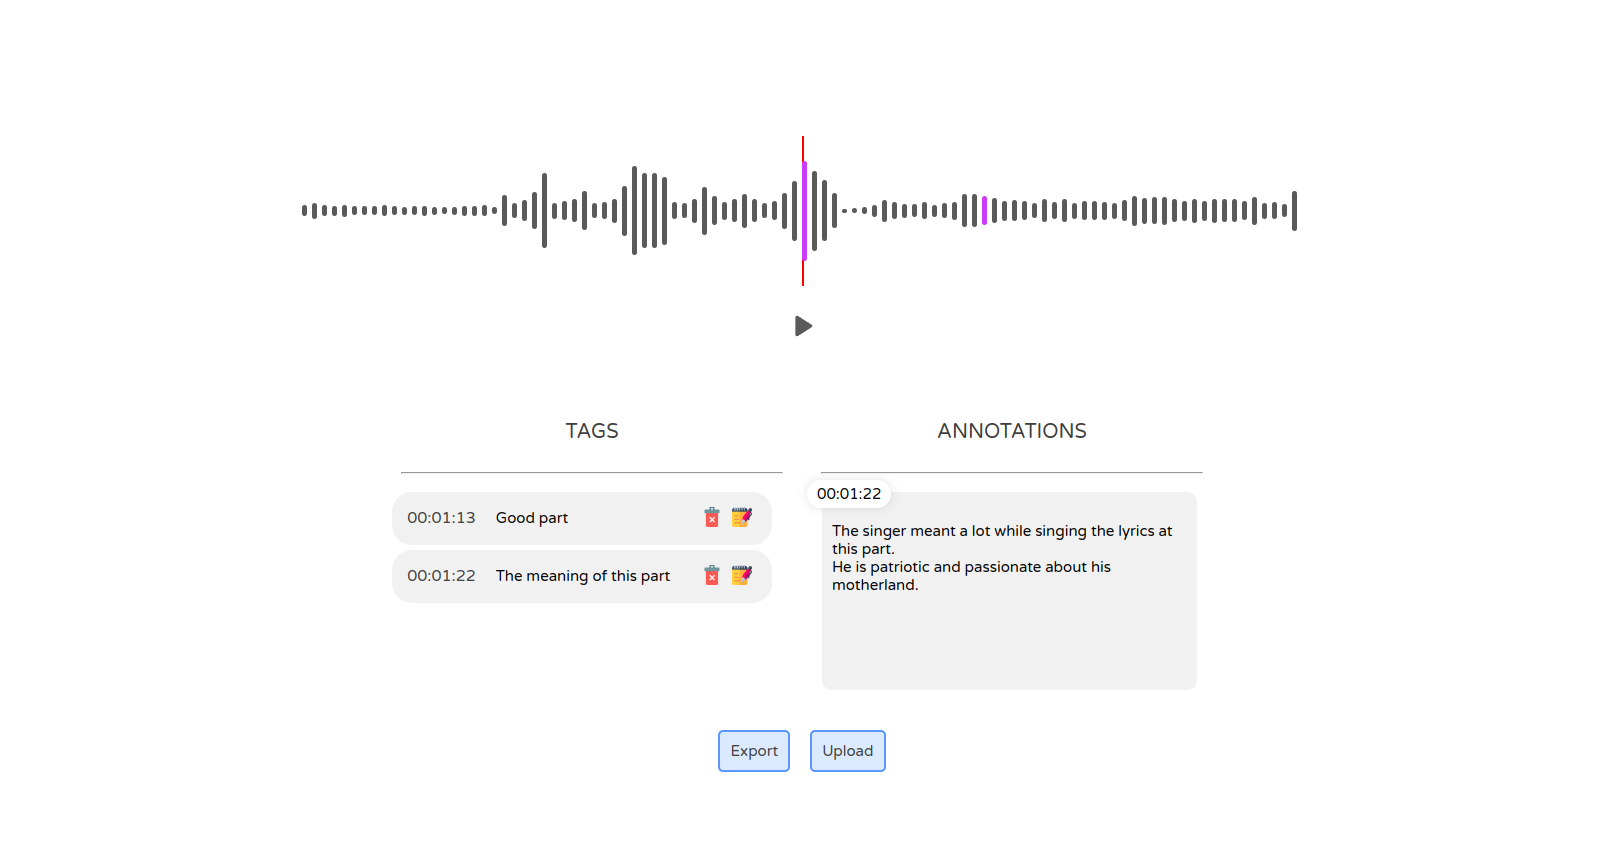 TAGS
ANNOTATIONS
00:01:13 Good part
00:01:22 The meaning of this part
00:01:22
The singer meant a lot while singing the lyrics at
this part.
He is patriotic and passionate about his
motherland.
Export
Upload